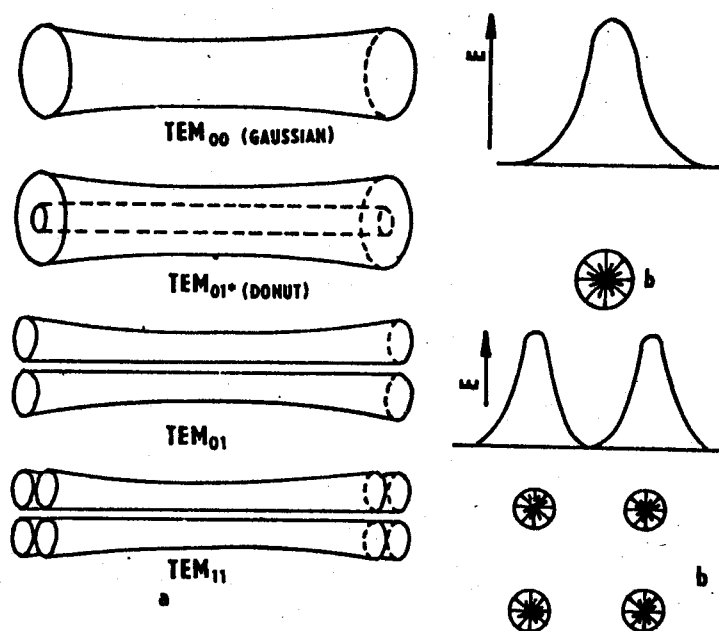 TEM00 (GAUSSIAN)
TEM01* (DONUT)
TEM01
TEM11
a
E
b
E
b